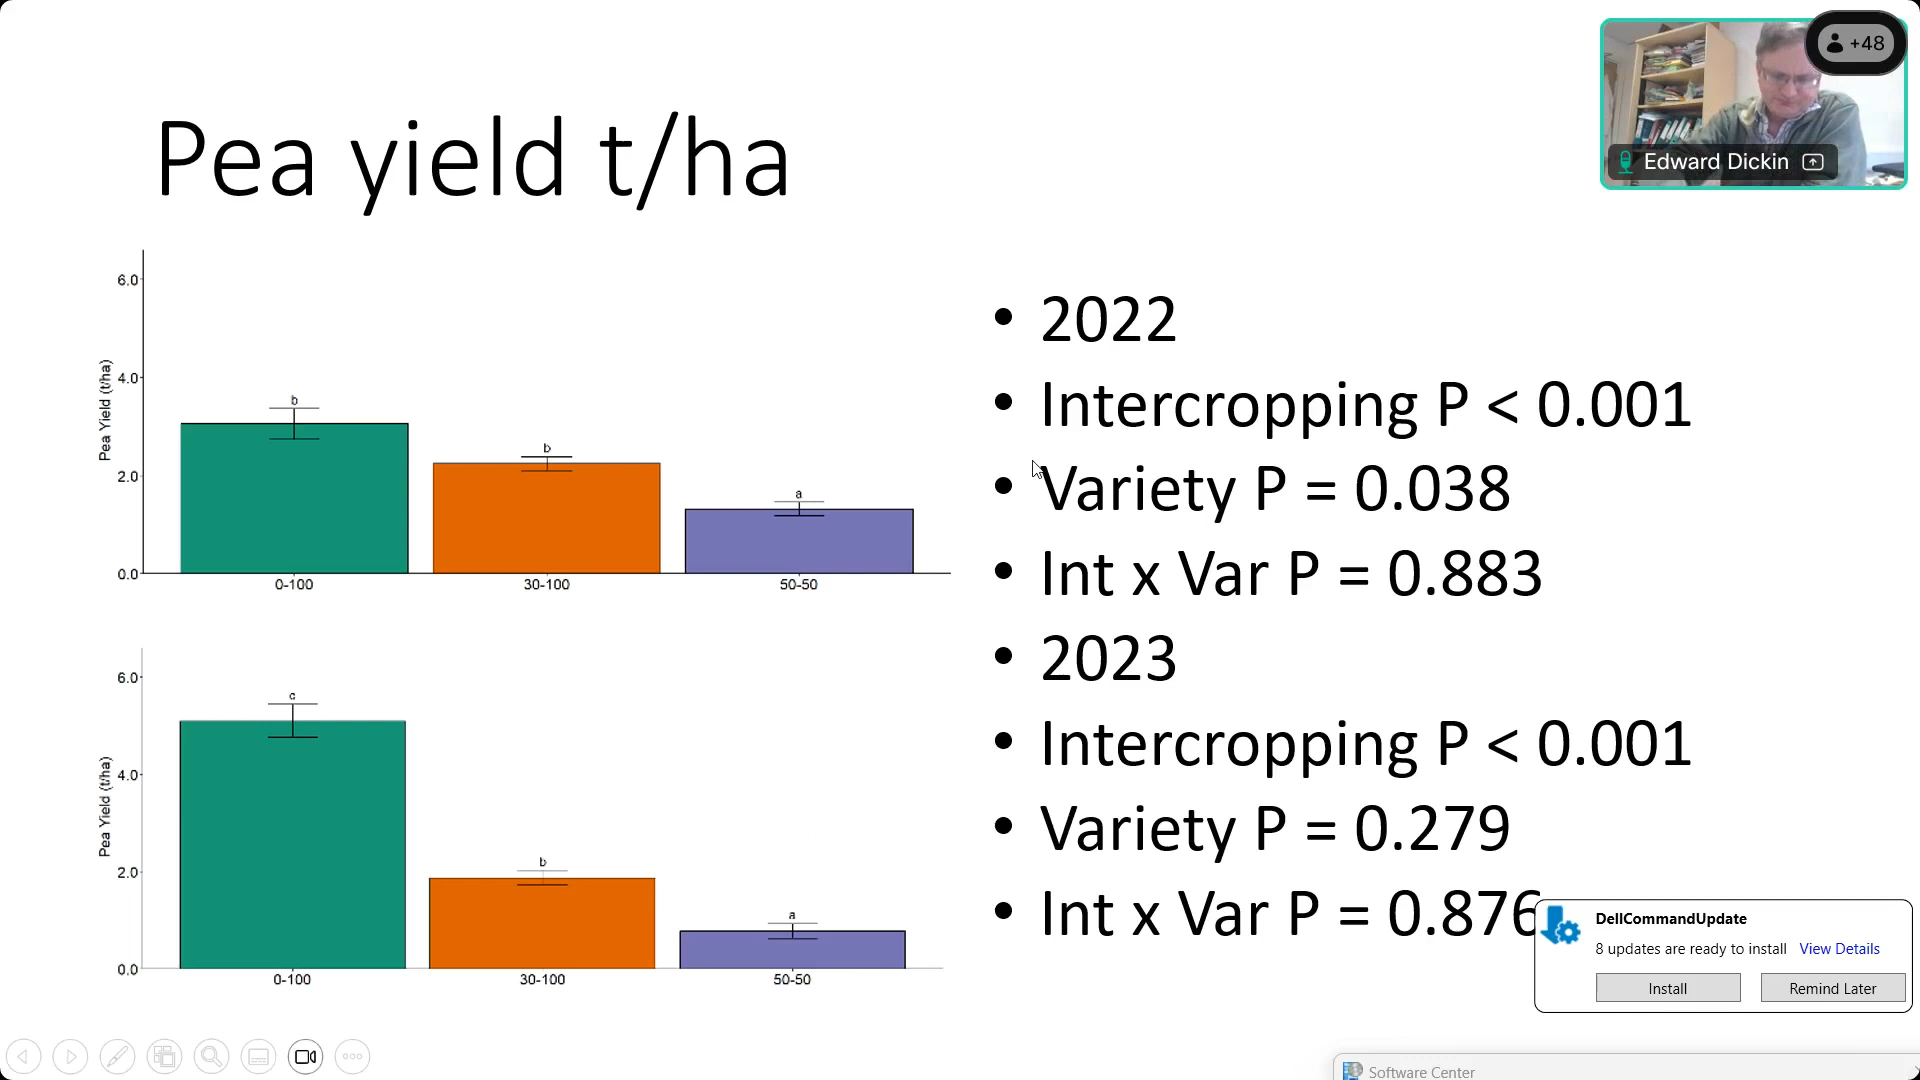 +48
Edward Dickin
Pea yield t/ha
6.0
4.0
2.0
0.0
Pea Yield (t/ha)
b
b
a
0-100
30-100
50-50
6.0
4.0
2.0
0.0
Pea Yield (t/ha)
c
b
a
0-100
30-100
50-50
• 2022
• Intercropping P < 0.001
• Variety P = 0.038
• Int x Var P = 0.883
• 2023
• Intercropping P < 0.001
• Variety P = 0.279
• Int x Var P = 0.876
DellCommandUpdate
8 updates are ready to install View Details
Install
Remind Later
Software Center